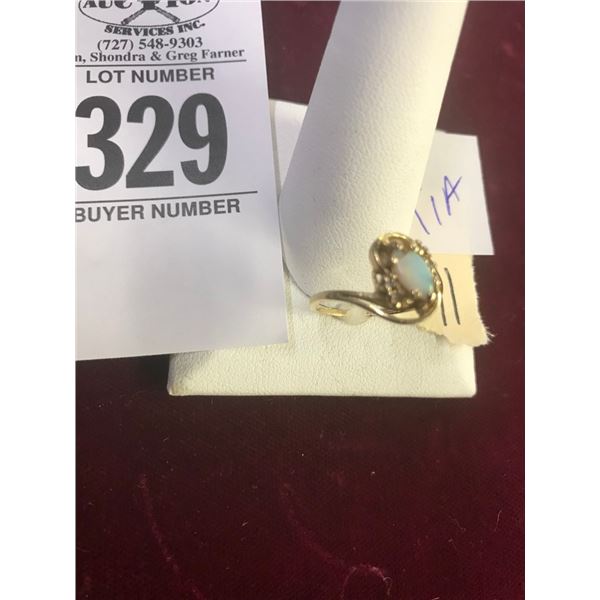 SERVICES INC.
(727) 548-9303
n, Shondra & Greg Farner
LOT NUMBER
329
BUYER NUMBER
11A
11